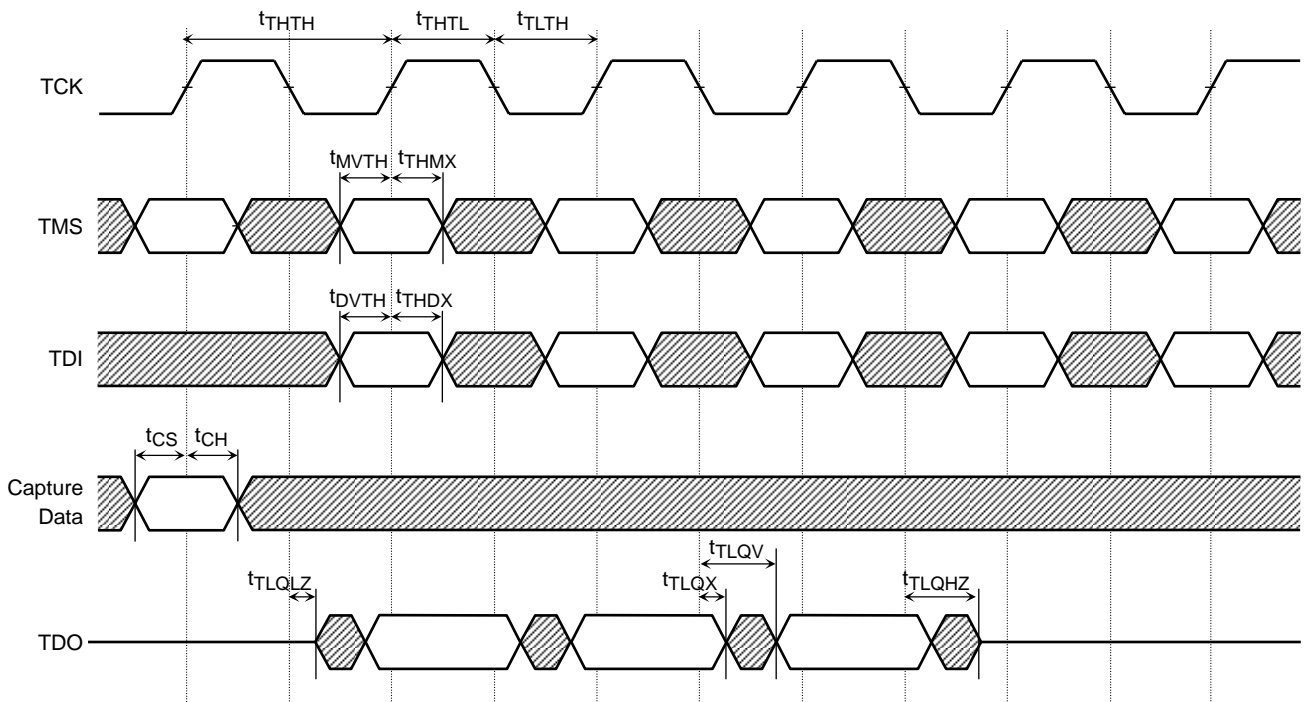 tTHTH tTHTL tTLTH
TCK
tMVTH tTHMX
TMS
tDVTH tTHDX
TDI
tCS tCH
Capture
Data
tTLQLZ tTLQX tTLQV tTLQHZ
TDO